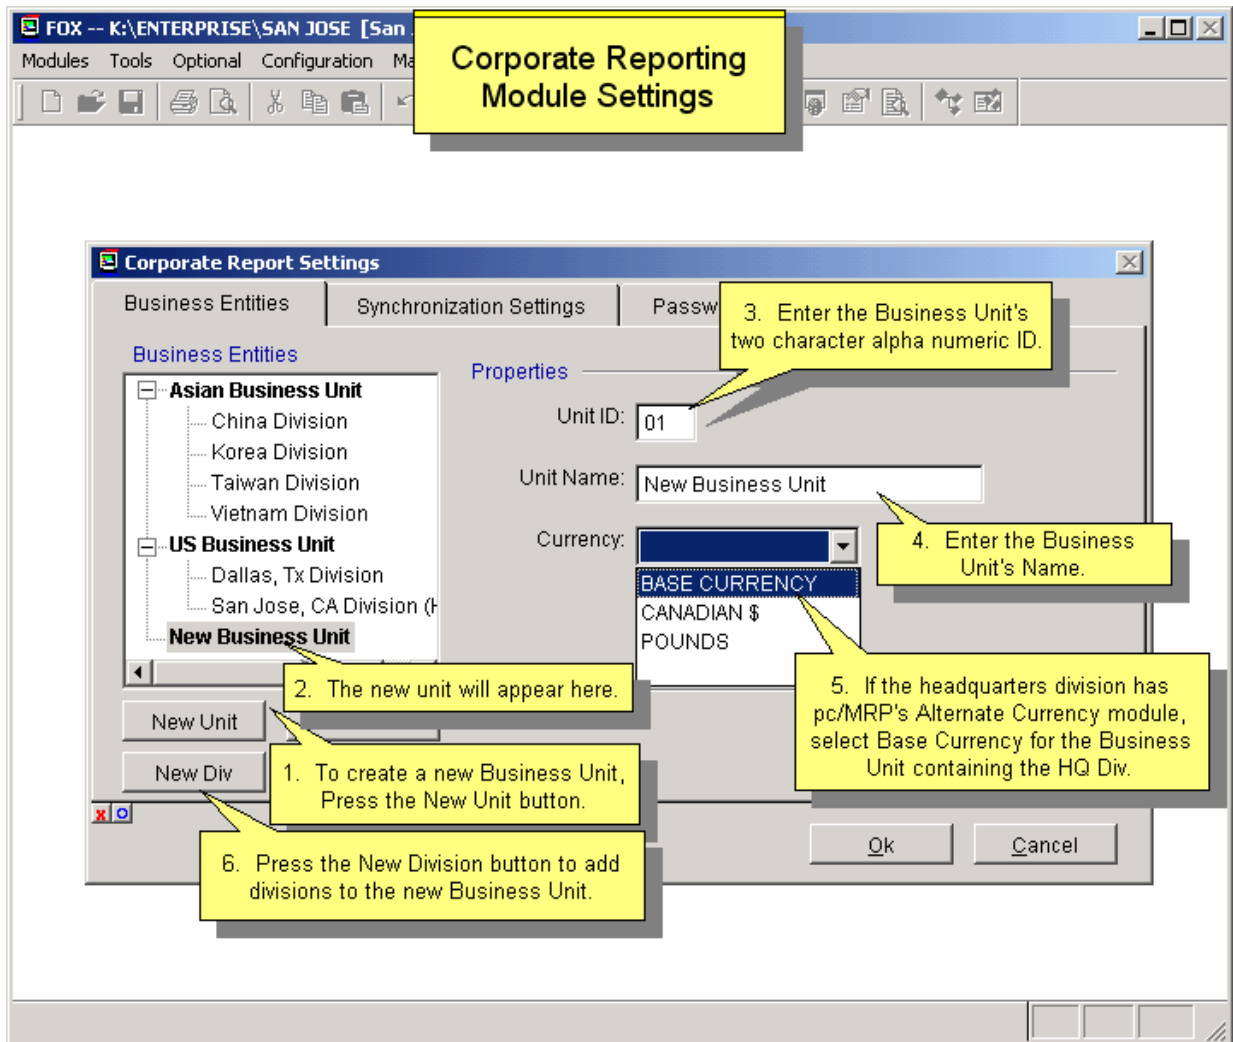 FOX -- K:\ENTERPRISE\SAN JOSE [San
Corporate Reporting
Module Settings
Modules Tools Optional Configuration
Corporate Report Settings
Business Entities
Synchronization Settings
3. Enter the Business Unit's
two character alpha numeric ID.
Business Entities
Properties
Asian Business Unit
China Division
Korea Division
Taiwan Division
Vietnam Division
US Business Unit
Dallas, Tx Division
San Jose, CA Division
New Business Unit
Unit ID: 01
Unit Name: New Business Unit
4. Enter the Business
Unit's Name.
Currency:
BASE CURRENCY
CANADIAN $
POUNDS
2. The new unit will appear here.
5. If the headquarters division has
pc/MRP's Alternate Currency module,
select Base Currency for the Business
Unit containing the HQ Div.
New Unit
New Div
1. To create a new Business Unit,
Press the New Unit button.
6. Press the New Division button to add
divisions to the new Business Unit.
Ok
Cancel